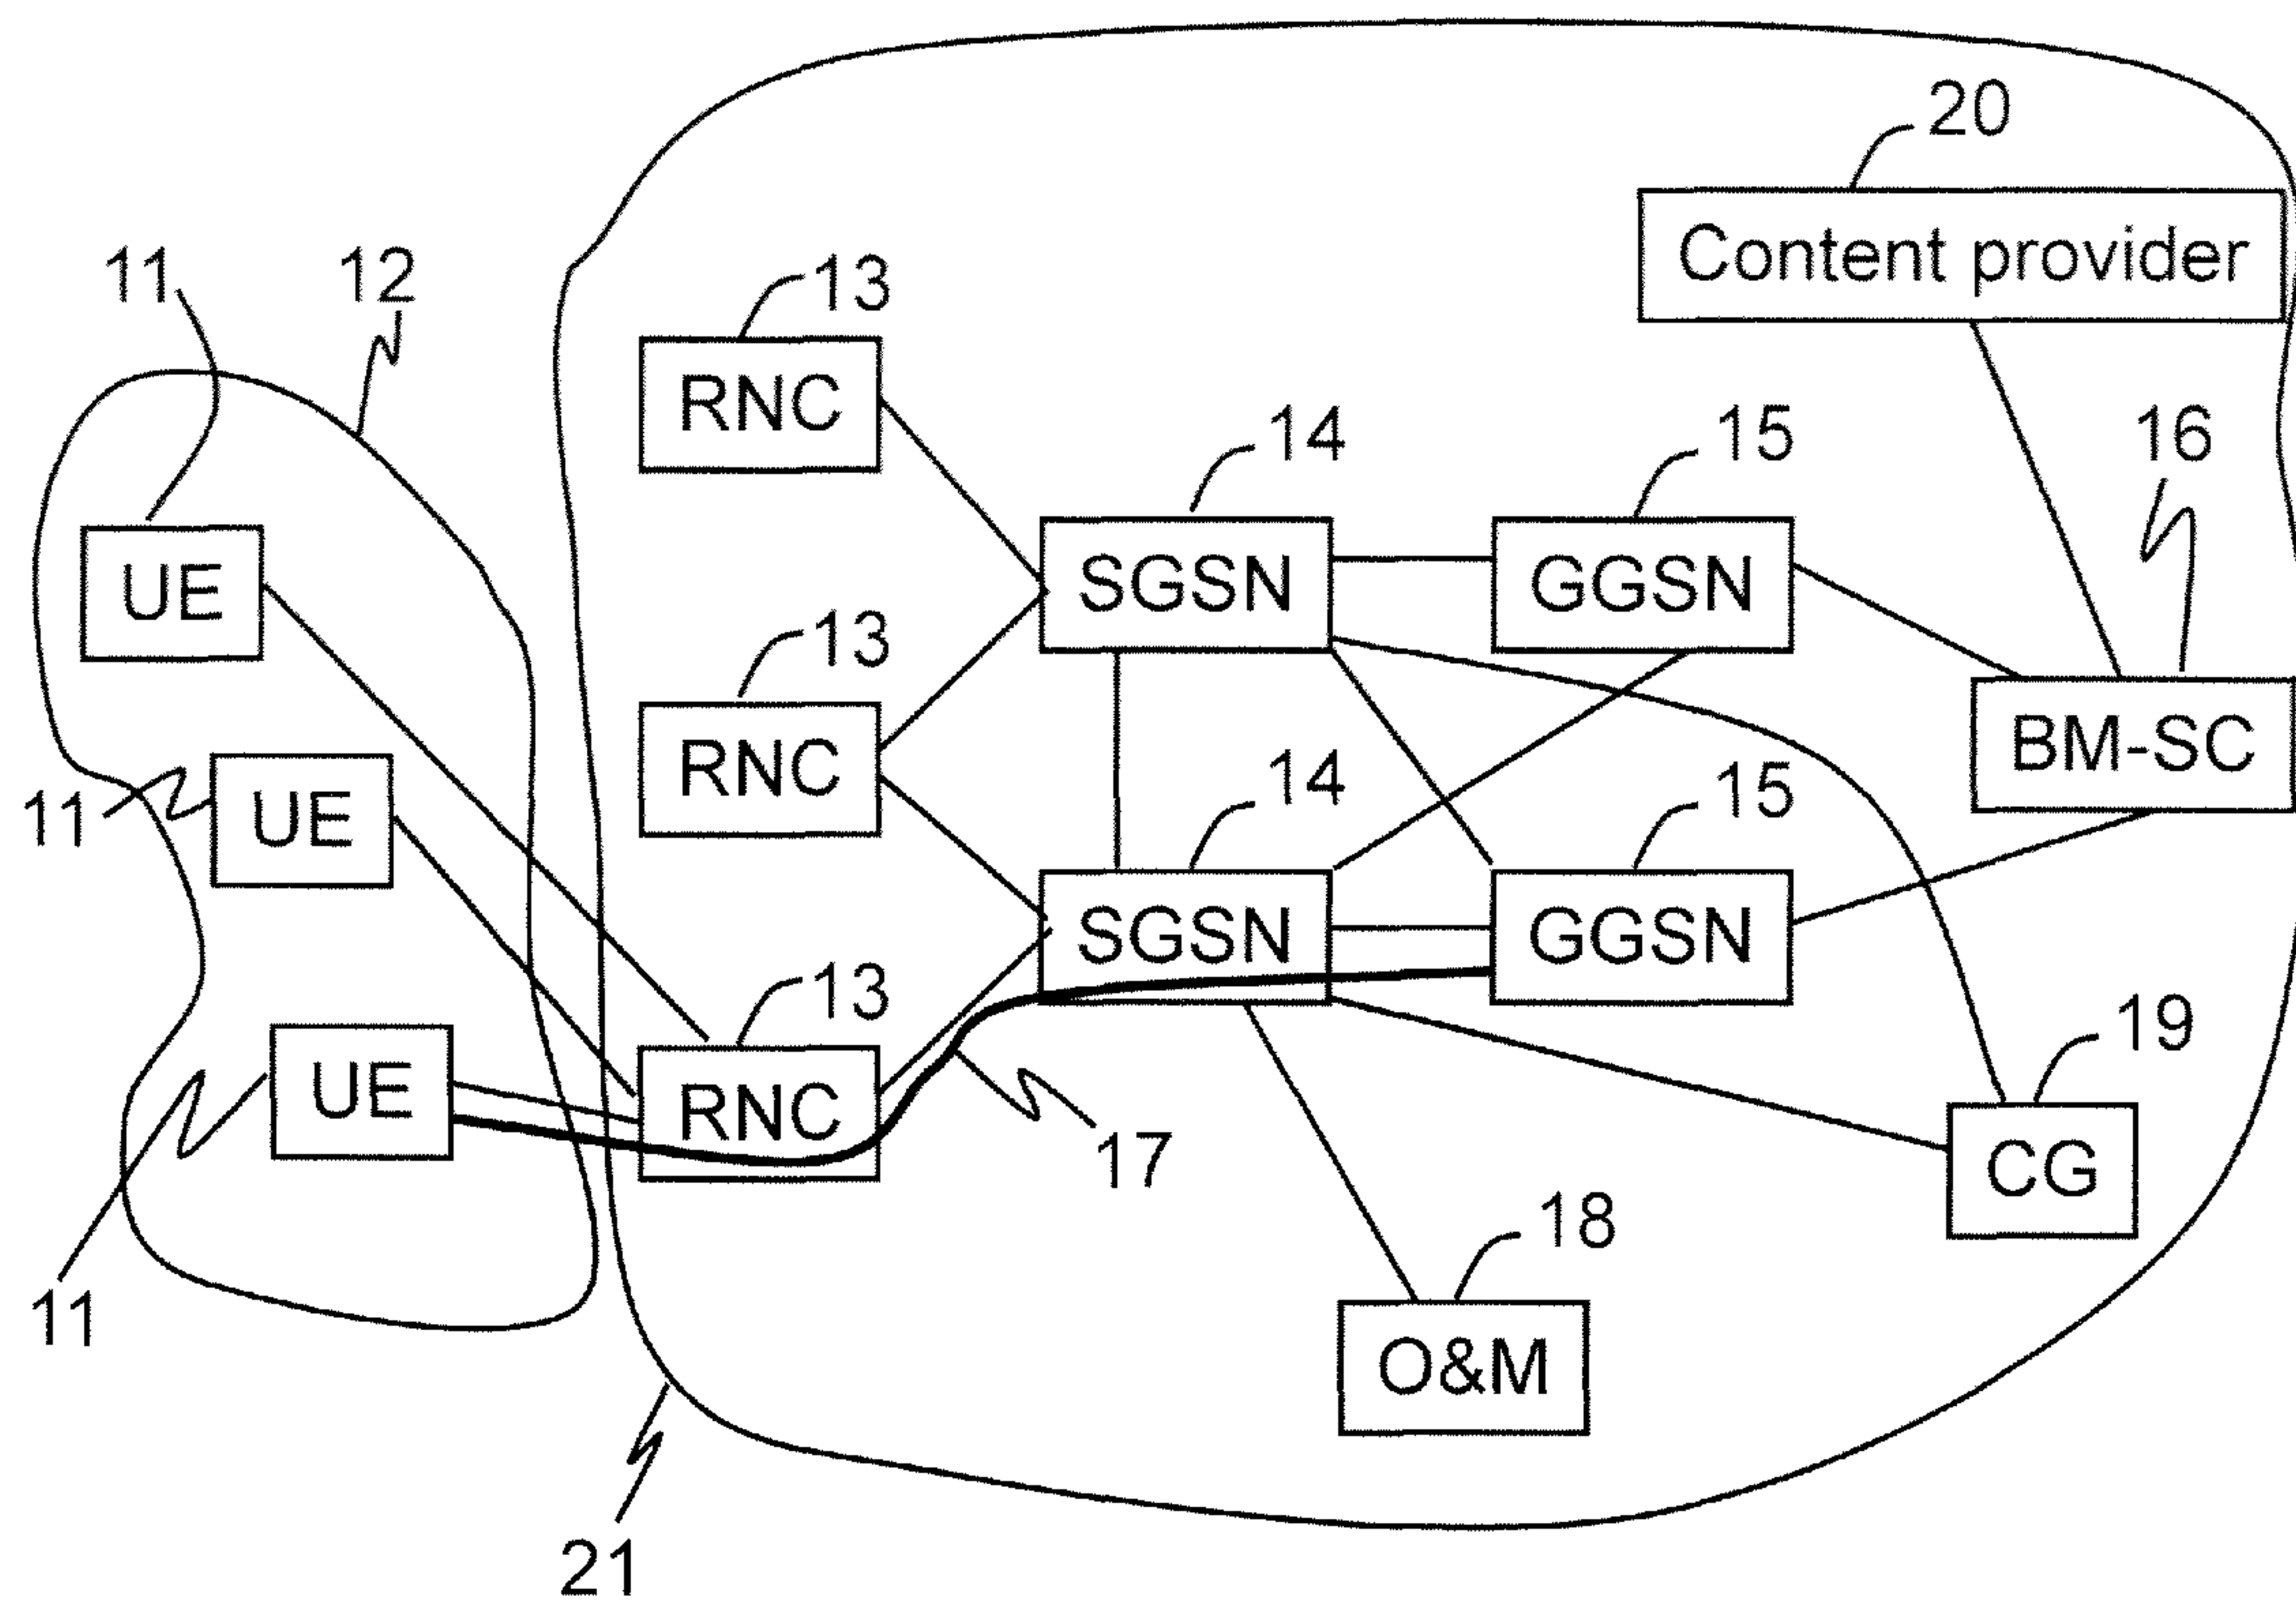 20
Content provider
11
12
13
RNC
14
15
16
UE
SGSN
GGSN
13
RNC
BM-SC
11
UE
14
15
SGSN
GGSN
13
19
UE
RNC
17
CG
18
11
O&M
21